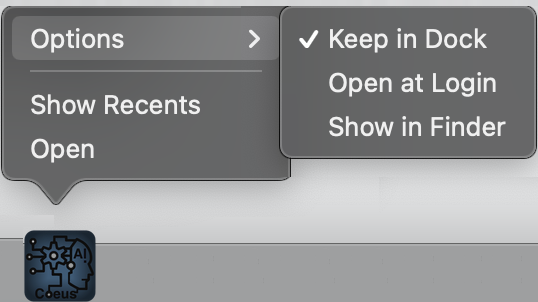 Options
Keep in Dock
Open at Login
Show in Finder
Show Recents
Open
AI
Coeus